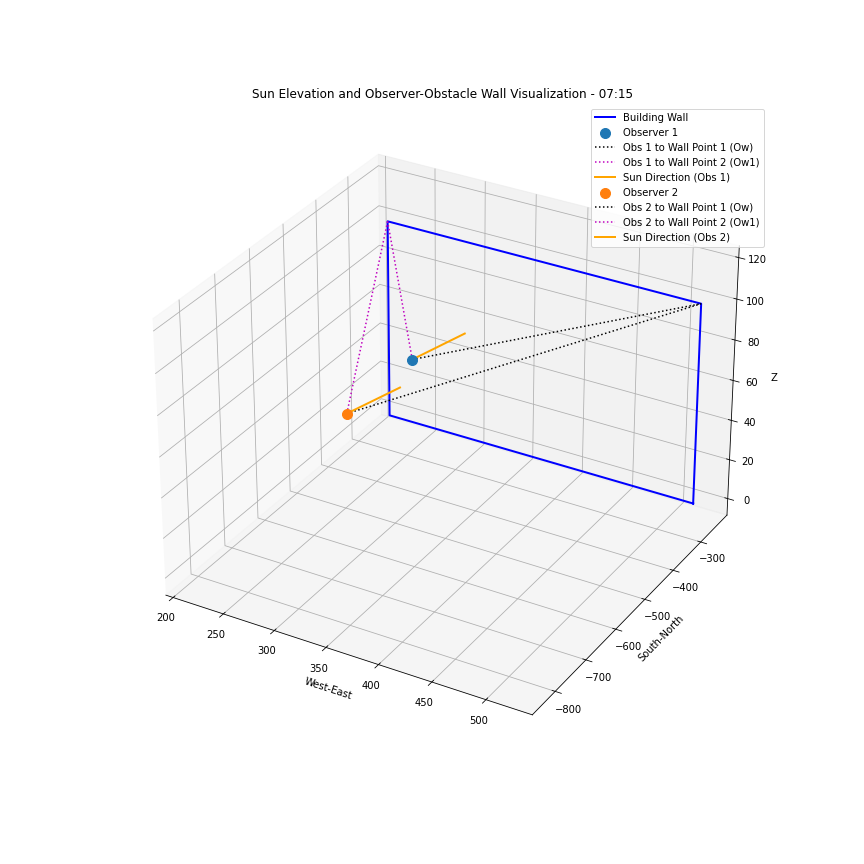 Sun Elevation and Observer-Obstacle Wall Visualization - 07:15
Building Wall
Observer 1
Obs 1 to Wall Point 1 (Ow)
Obs 1 to Wall Point 2 (Ow1)
Sun Direction (Obs 1)
Observer 2
Obs 2 to Wall Point 1 (Ow)
Obs 2 to Wall Point 2 (Ow1)
Sun Direction (Obs 2)
120
100
80
Z
60
40
20
0
−300
−400
−500
−600
−700
−800
South-North
200
250
300
350
400
450
500
West-East